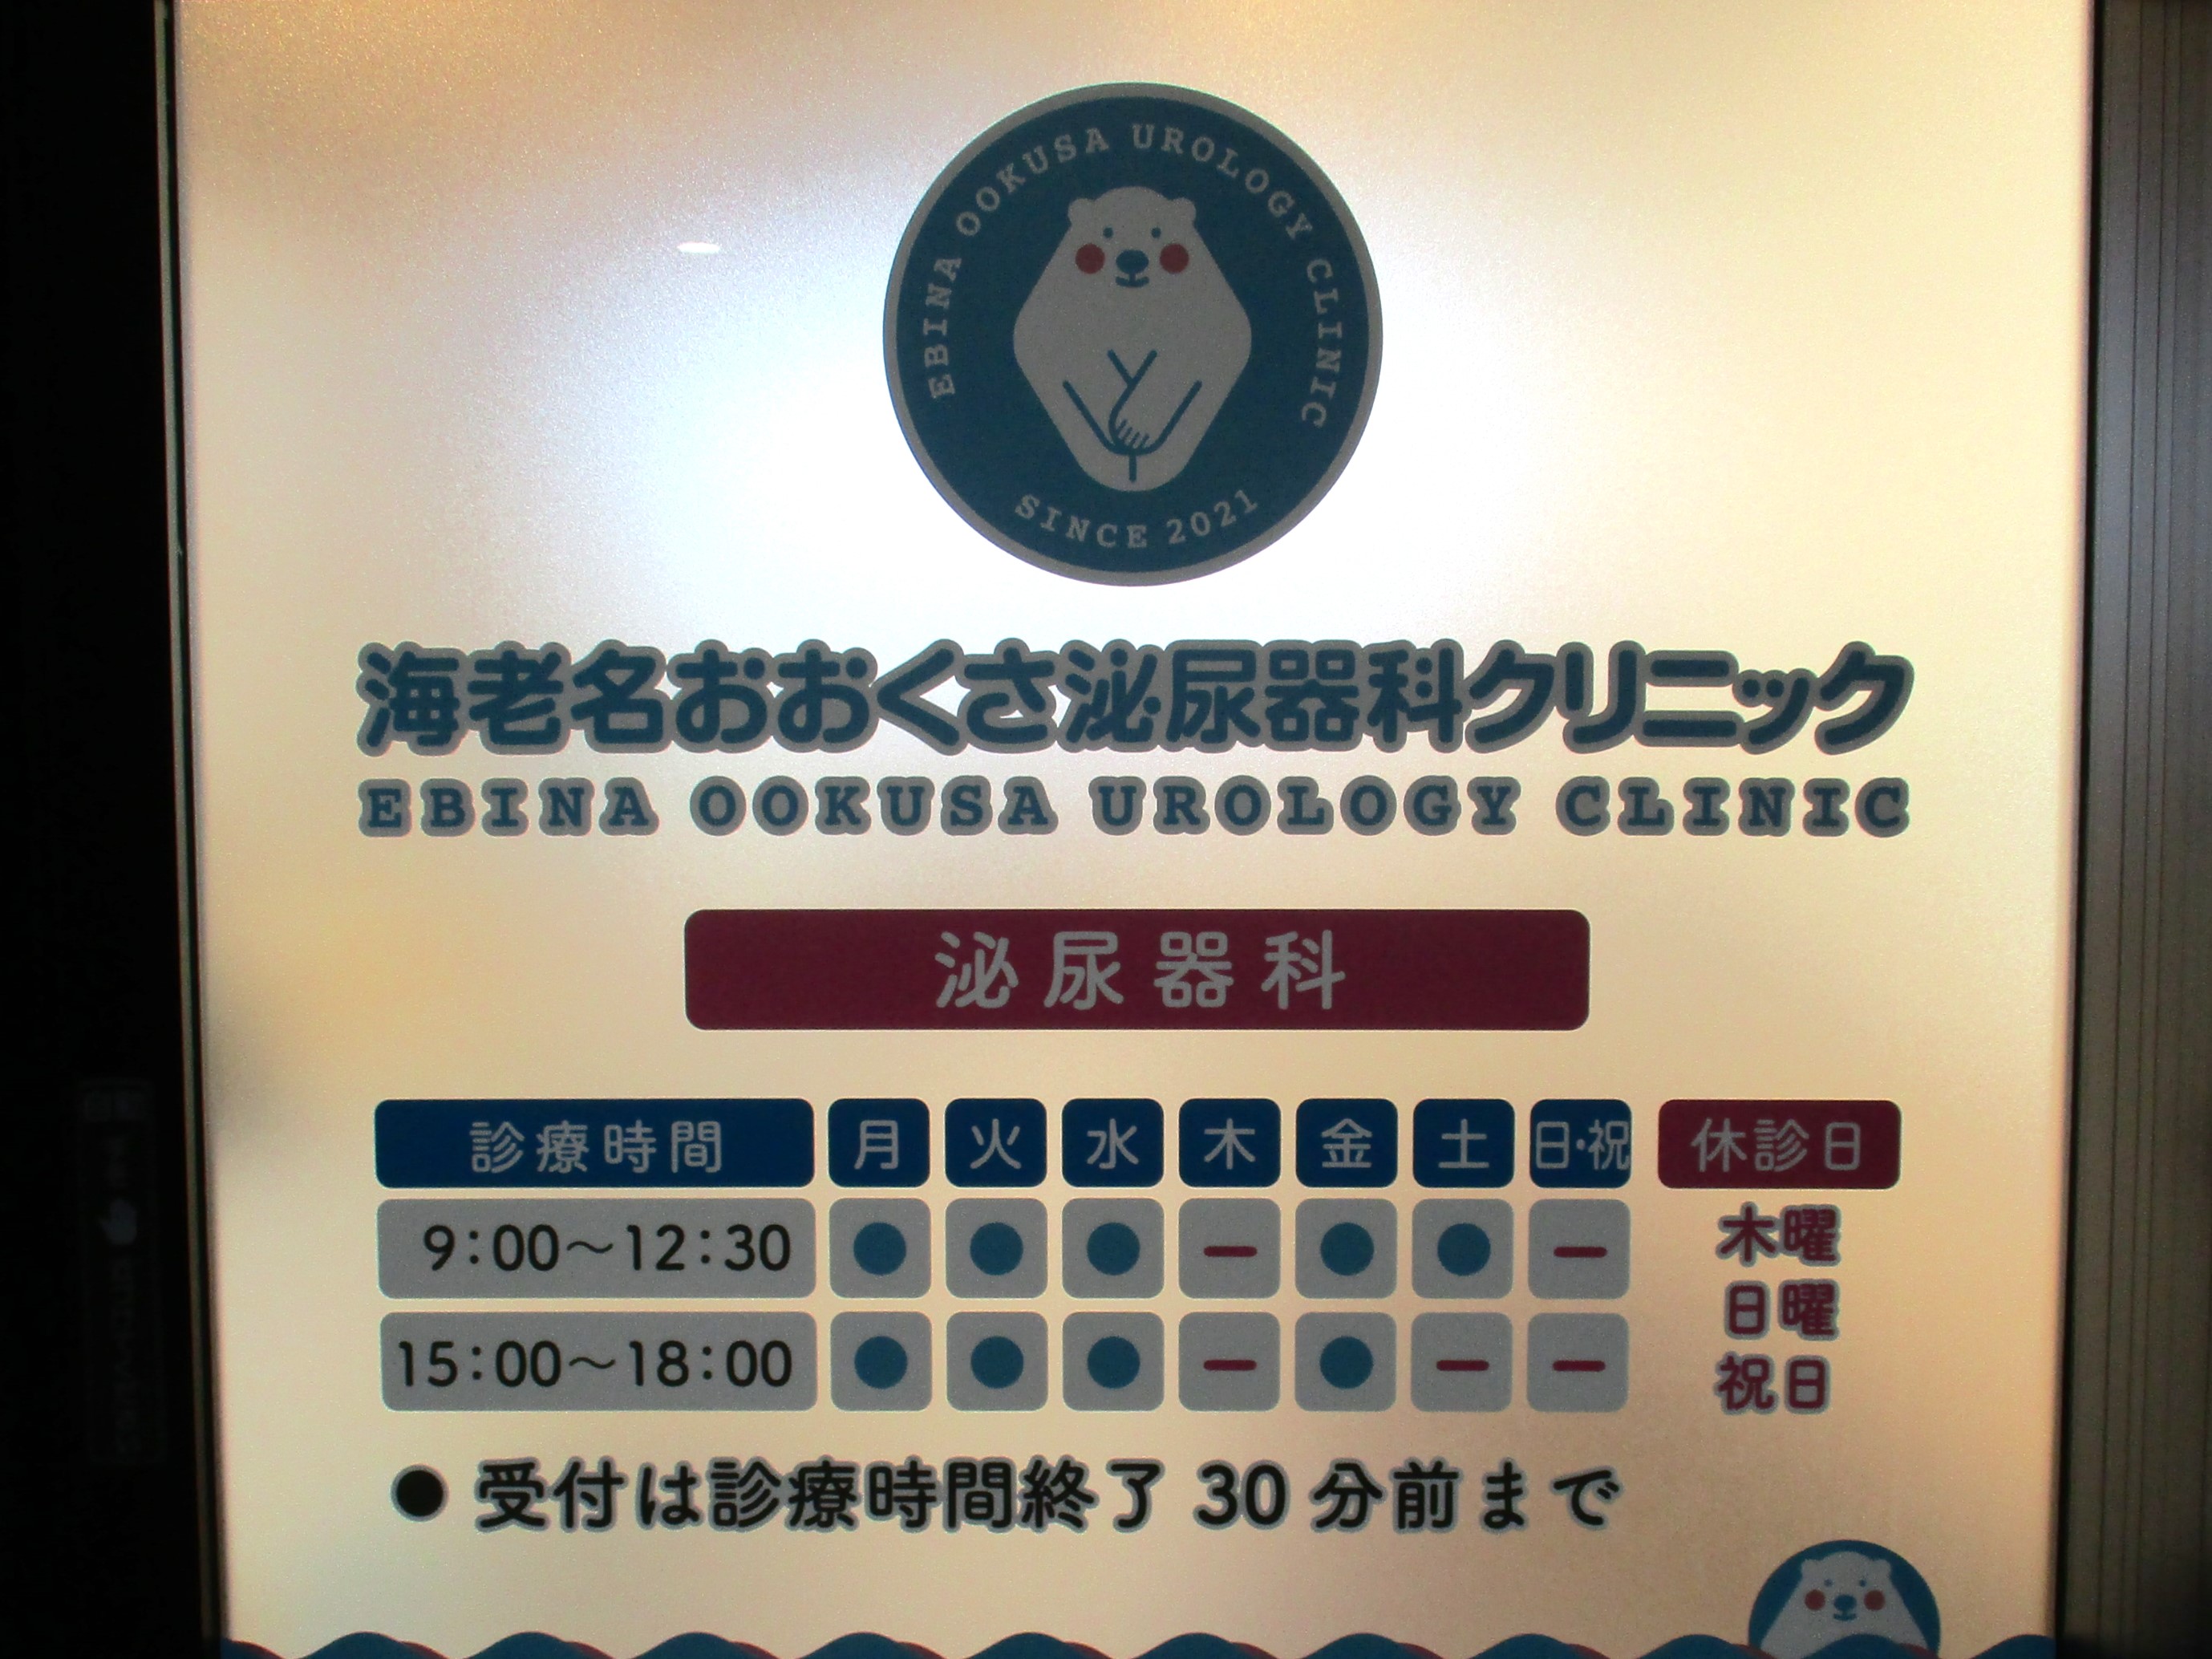 EBINA OOKUSA UROLOGY CLINIC
SINCE 2021
海老名おおくさ泌尿器科クリニック
EBINA OOKUSA UROLOGY CLINIC
泌尿器科
診療時間 月 火 水 木 金 土 日・祝 休診日
9:00～12:30 ● ● ● ー ● ● ー 木曜
日曜
15:00～18:00 ● ● ● ー ● ー ー 祝日
● 受付は診療時間終了 30 分前まで